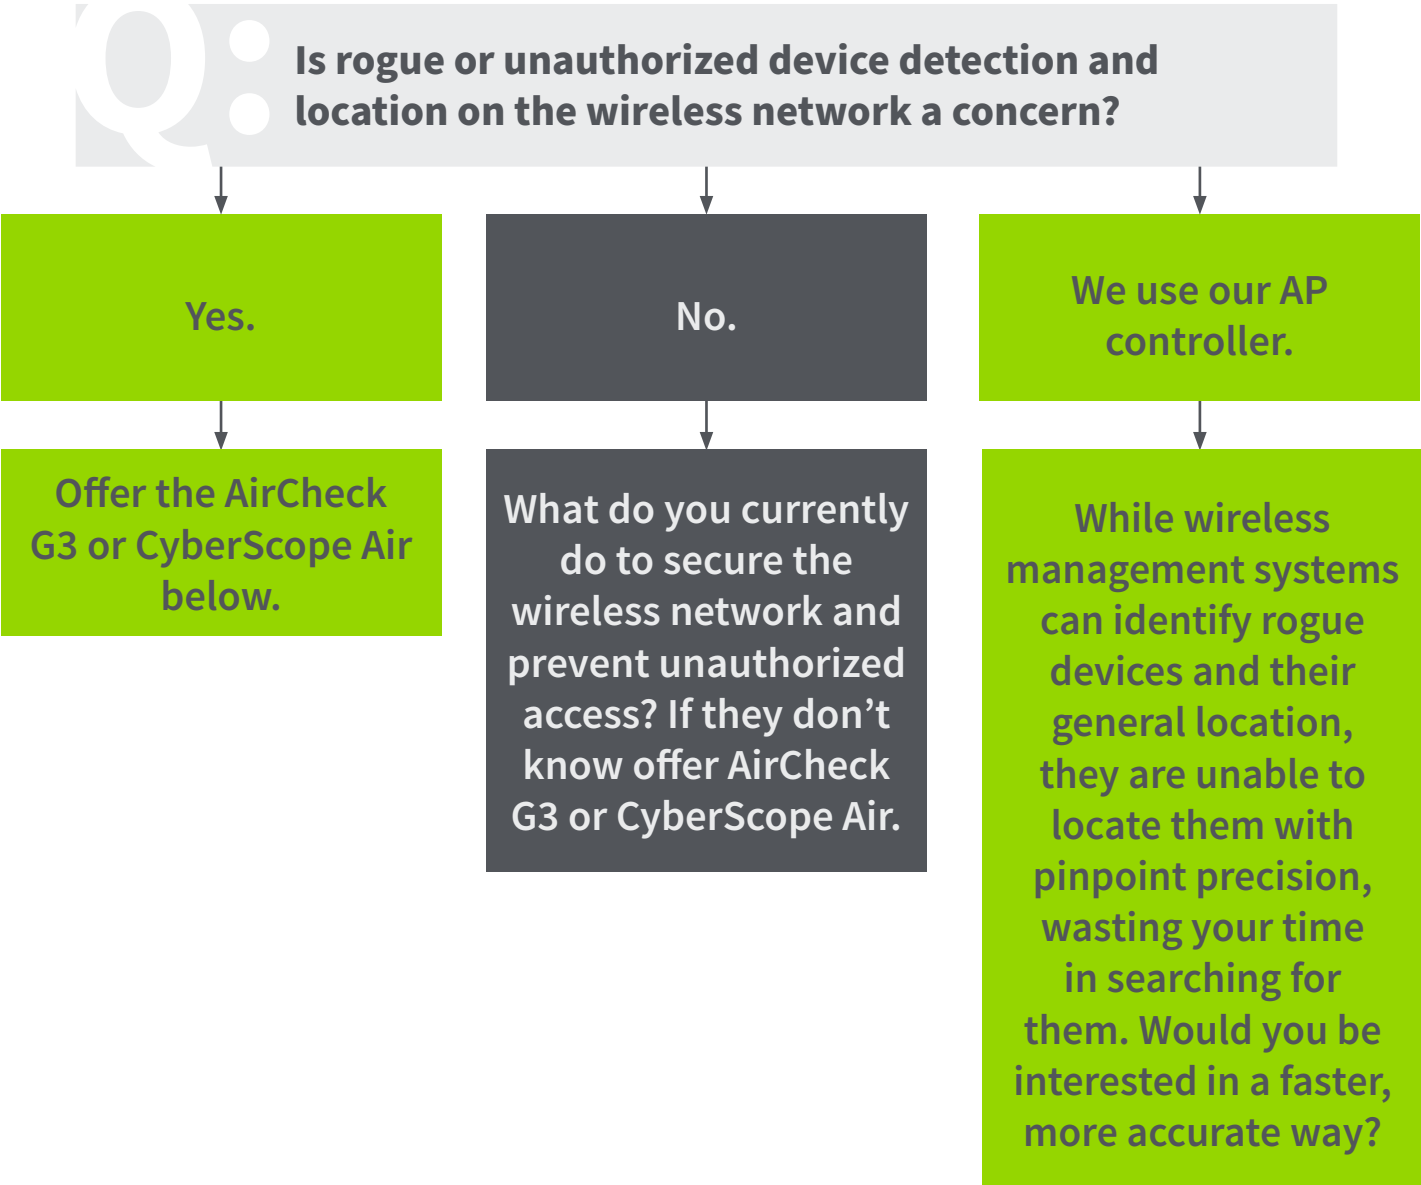 Q:
Is rogue or unauthorized device detection and
location on the wireless network a concern?
Yes.
No.
We use our AP
controller.
Offer the AirCheck
G3 or CyberScope Air
below.
What do you currently
do to secure the
wireless network and
prevent unauthorized
access? If they don’t
know offer AirCheck
G3 or CyberScope Air.
While wireless
management systems
can identify rogue
devices and their
general location,
they are unable to
locate them with
pinpoint precision,
wasting your time
in searching for
them. Would you be
interested in a faster,
more accurate way?